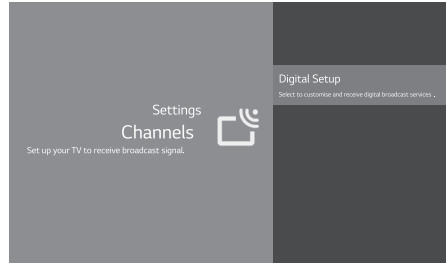 Settings
Channels
Set up your TV to receive broadcast signal.
Digital Setup
Select to customise and receive digital broadcast services .